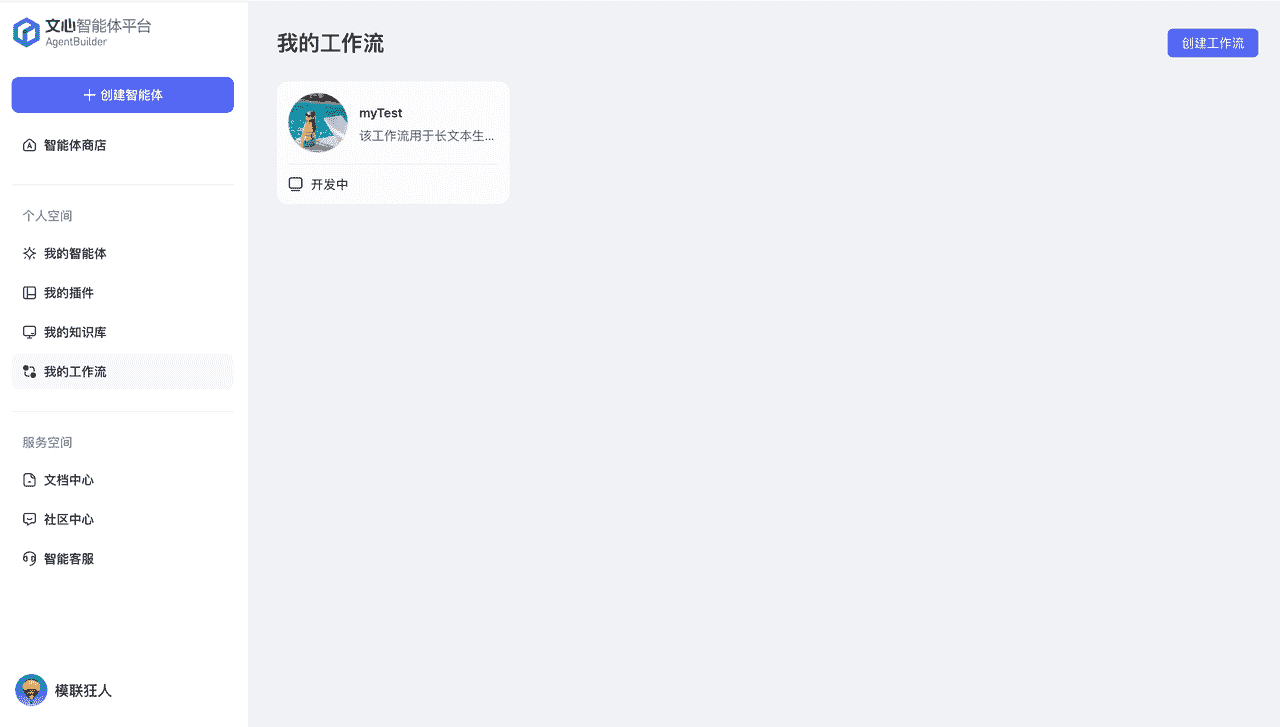 文心智能体平台
AgentBuilder
创建智能体
智能体商店
个人空间
我的智能体
我的插件
我的知识库
我的工作流
服务空间
文档中心
社区中心
智能客服
模联狂人
我的工作流
创建工作流
myTest
该工作流用于长文本生...
开发中